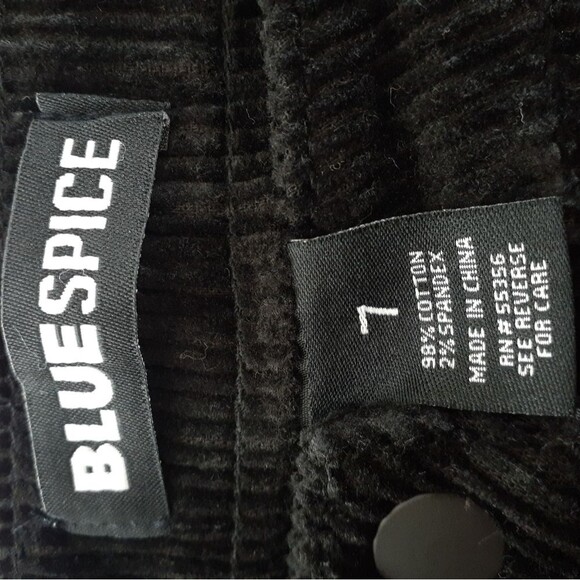 BLUESPICE
7
98% COTTON
2% SPANDEX
MADE IN CHINA
RN# 55356
SEE REVERSE
FOR CARE